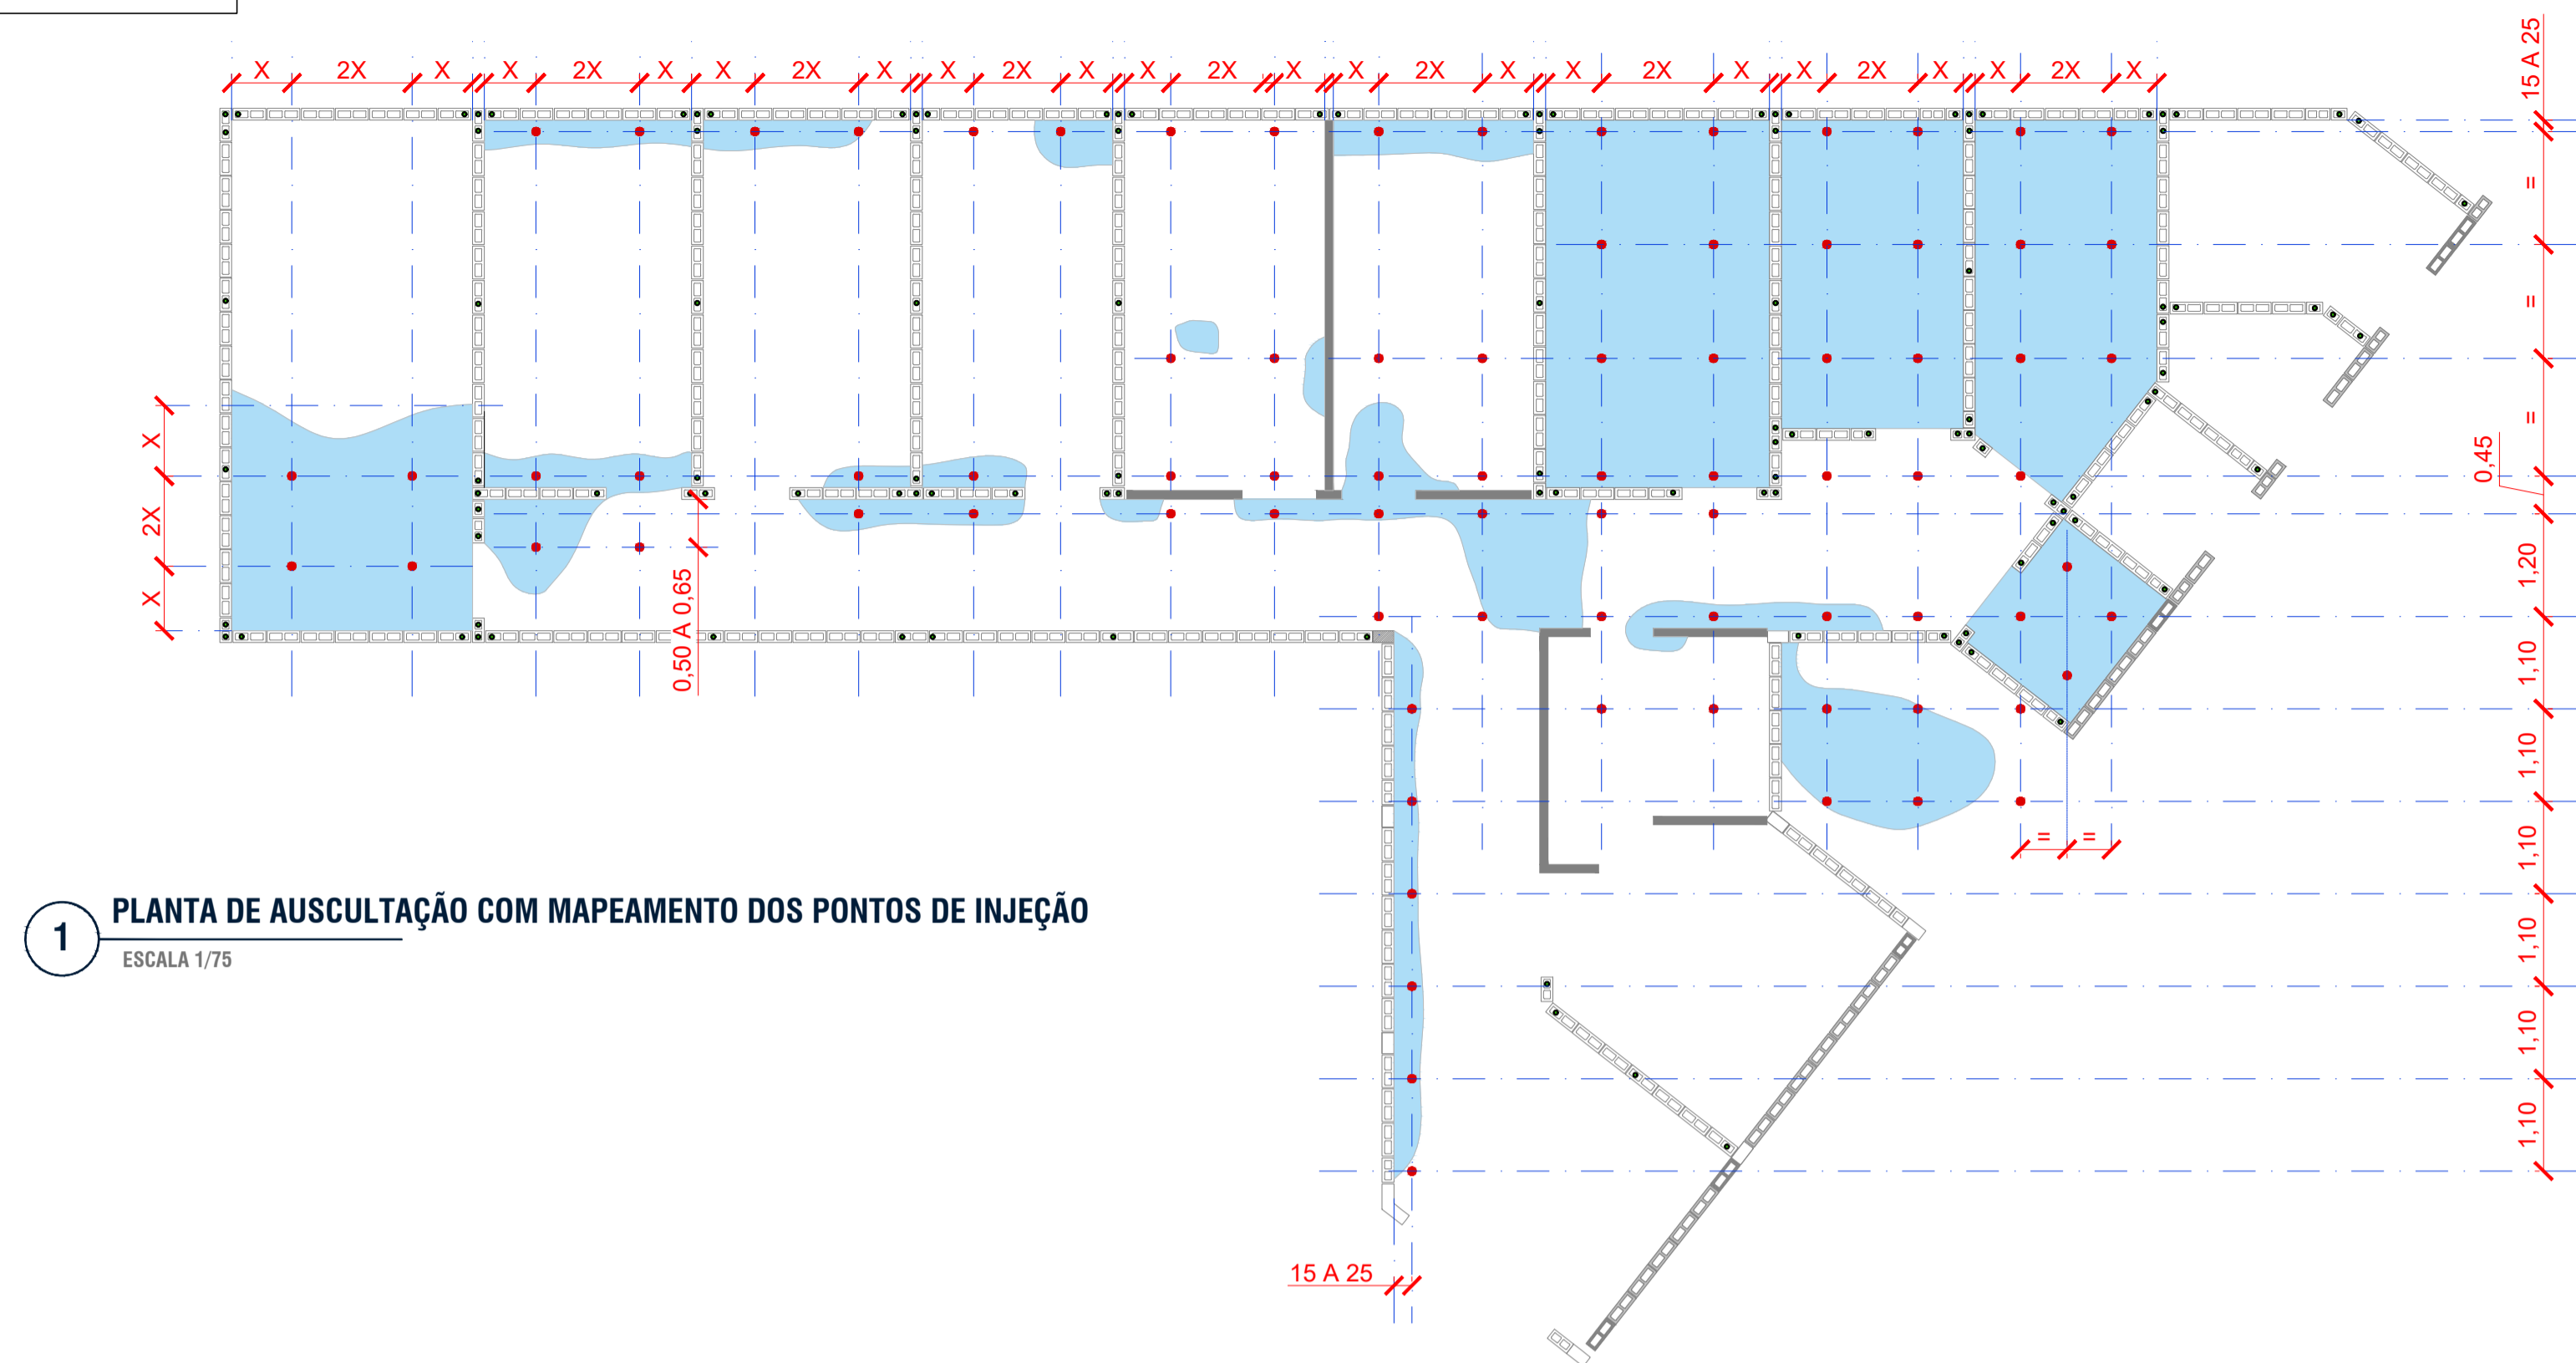 X 2X X X 2X X X 2X X X 2X X X 2X X X 2X X X 2X X X 2X X X 2X X
15 A 25
=
=
=
0,45
1,20
1,10
1,10
1,10
1,10
1,10
1,10
X
2X
X
0,50 A 0,65
= =
15 A 25
1 PLANTA DE AUSCULTAÇÃO COM MAPEAMENTO DOS PONTOS DE INJEÇÃO
ESCALA 1/75